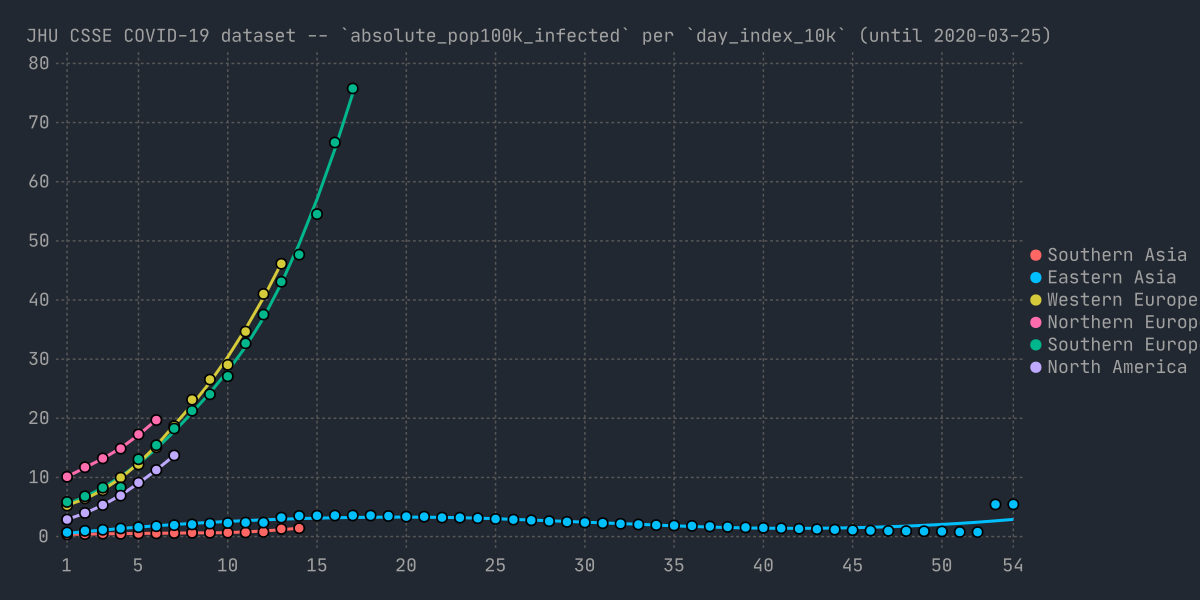 JHU CSSE COVID-19 dataset -- `absolute_pop100k_infected` per `day_index_10k` (until 2020-03-25)
80
70
60
50
40
30
20
10
0
1 5 10 15 20 25 30 35 40 45 50 54
Southern Asia
Eastern Asia
Western Europe
Northern Europ
Southern Europ
North America